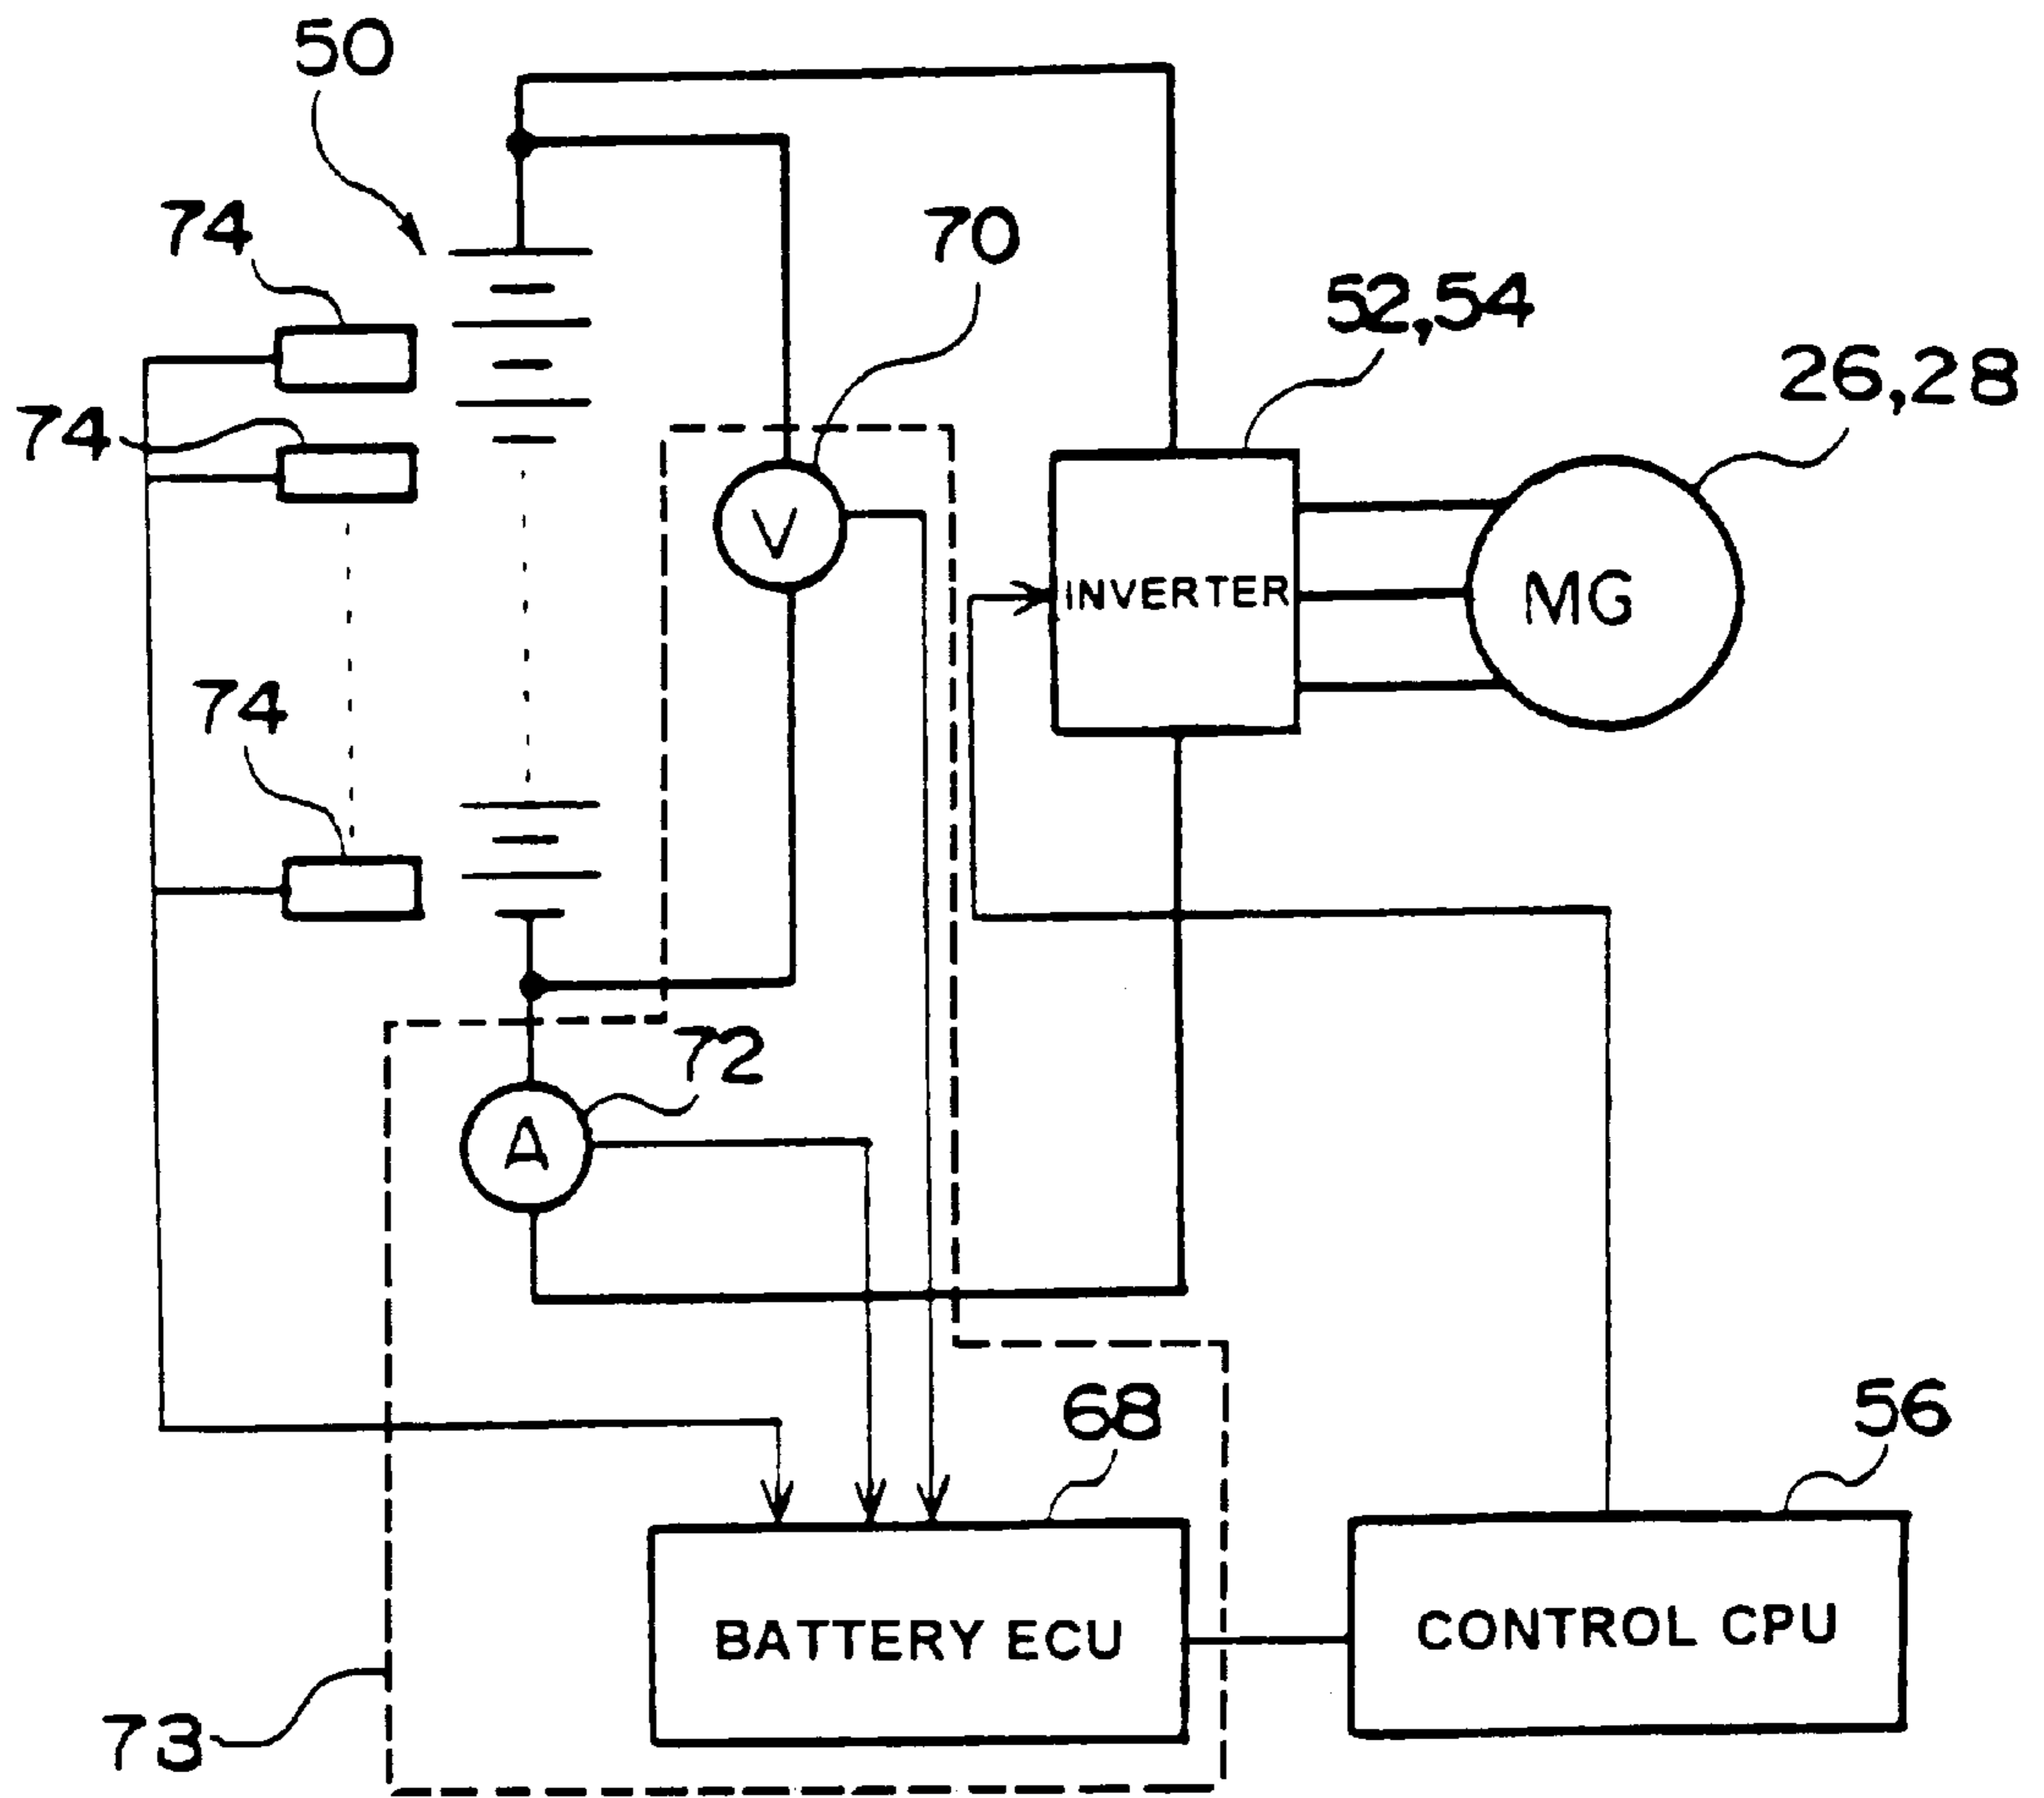 50
74
70
52,54
26,28
74
V
INVERTER
MG
74
72
A
68
56
BATTERY ECU
CONTROL CPU
73